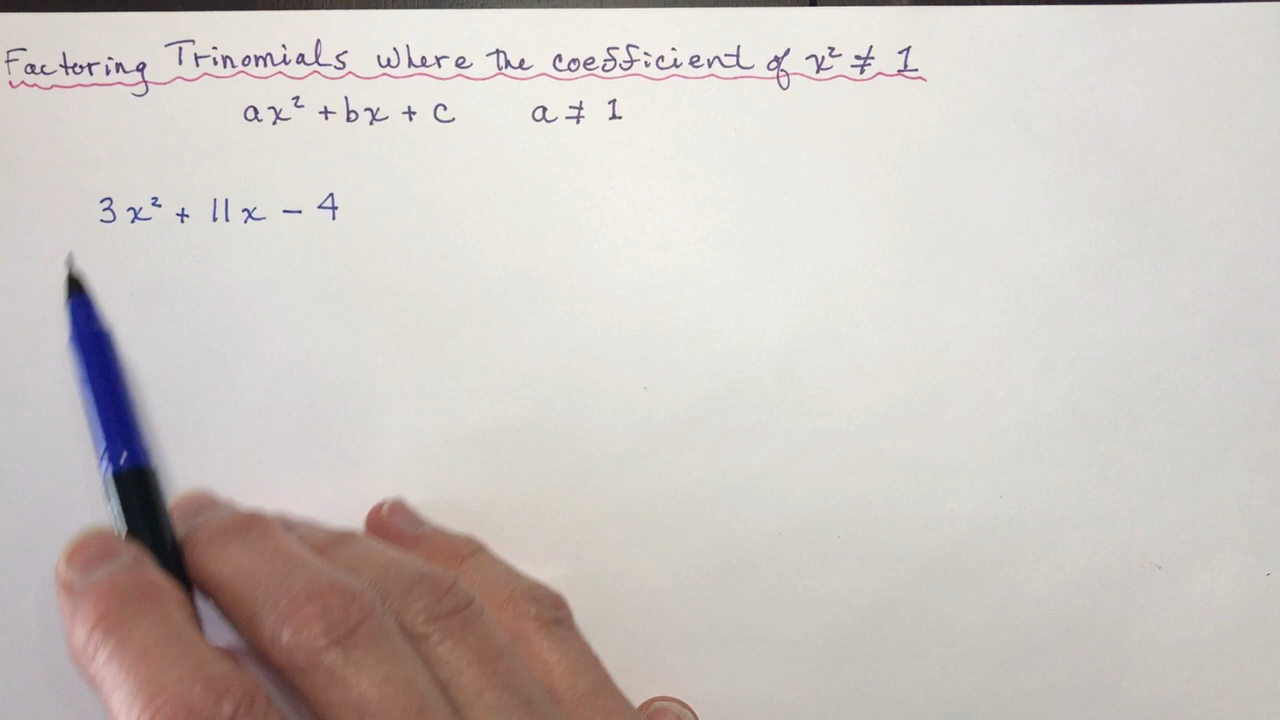 Factoring Trinomials where the coefficient of x² ≠ 1
ax² + bx + c a ≠ 1
3x² + 11x - 4